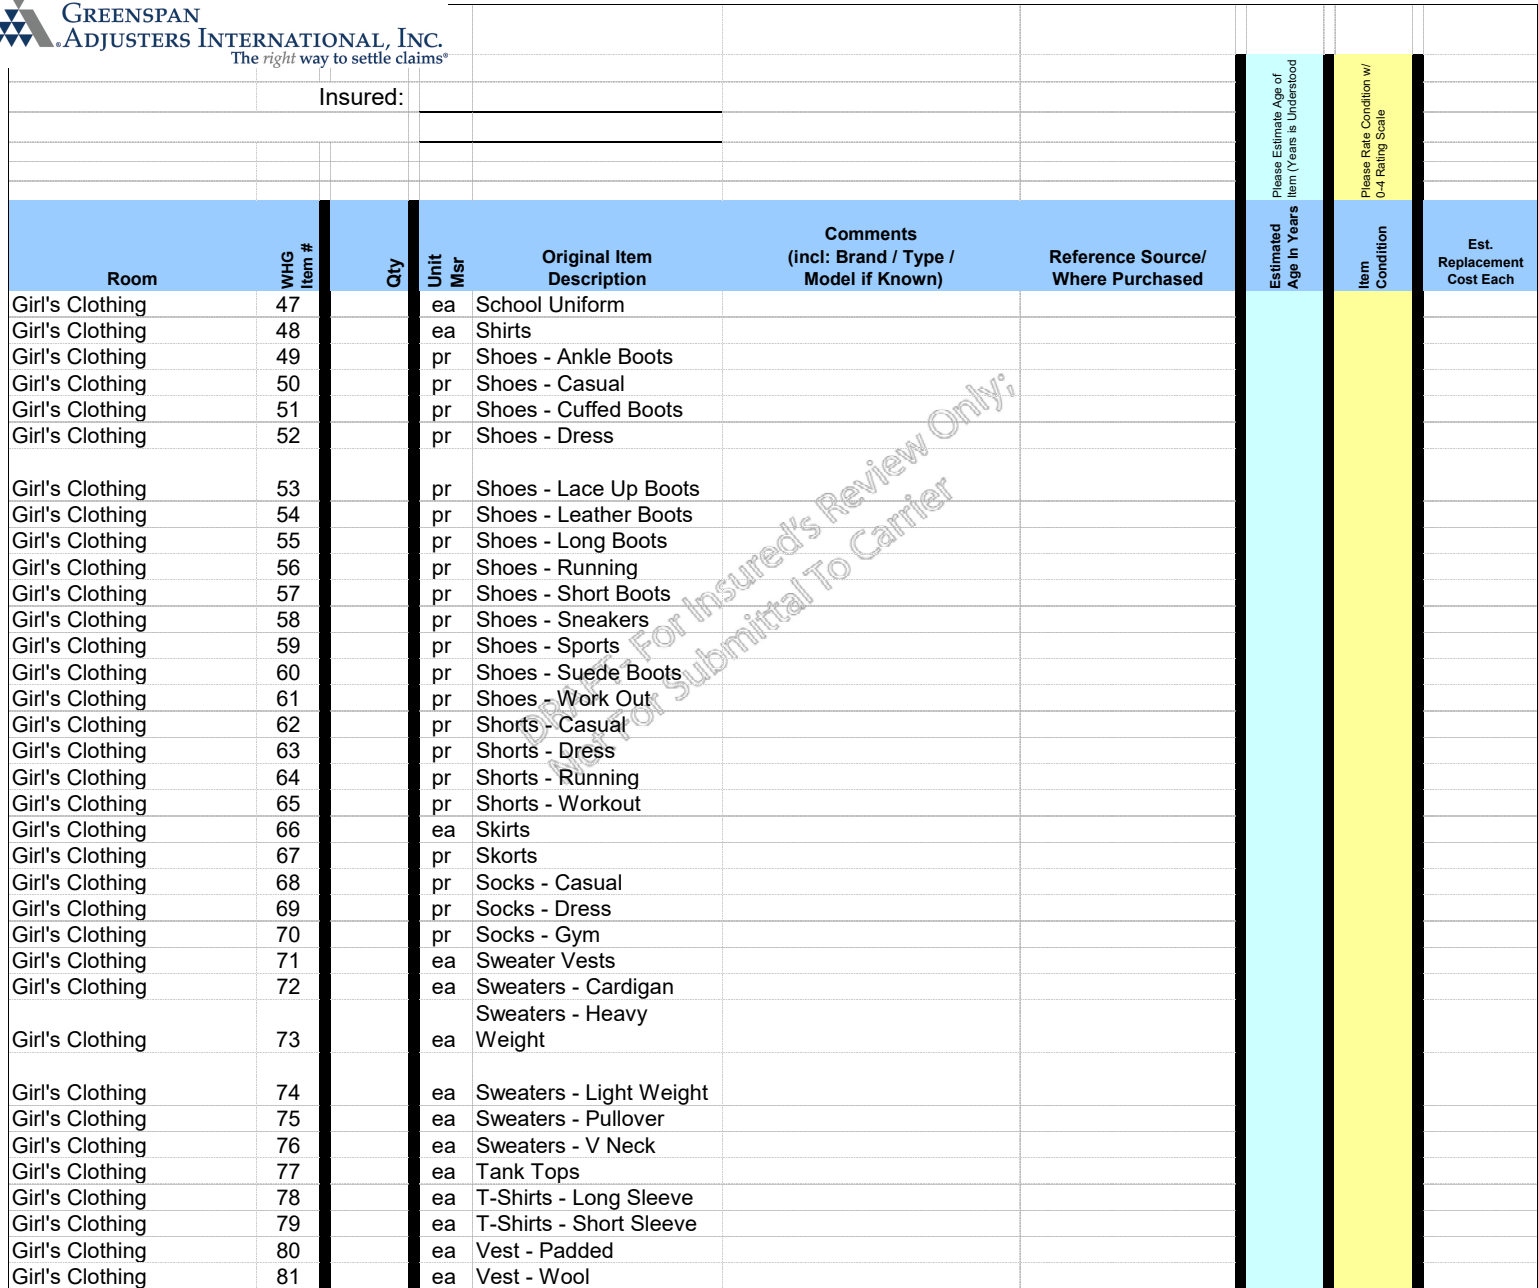 GREENSPAN
ADJUSTERS INTERNATIONAL, INC.
The right way to settle claims®
Insured:
Please Estimate Age of
Item (Years is Understood
Please Rate Condition w/
0-4 Rating Scale
Room
WHG
Item #
Qty
Unit
Msr
Original Item
Description
Comments
(incl: Brand / Type /
Model if Known)
Reference Source/
Where Purchased
Estimated
Age In Years
Item
Condition
Est.
Replacement
Cost Each
Girl's Clothing 47 ea School Uniform
Girl's Clothing 48 ea Shirts
Girl's Clothing 49 pr Shoes - Ankle Boots
Girl's Clothing 50 pr Shoes - Casual
Girl's Clothing 51 pr Shoes - Cuffed Boots
Girl's Clothing 52 pr Shoes - Dress
Girl's Clothing 53 pr Shoes - Lace Up Boots
Girl's Clothing 54 pr Shoes - Leather Boots
Girl's Clothing 55 pr Shoes - Long Boots
Girl's Clothing 56 pr Shoes - Running
Girl's Clothing 57 pr Shoes - Short Boots
Girl's Clothing 58 pr Shoes - Sneakers
Girl's Clothing 59 pr Shoes - Sports
Girl's Clothing 60 pr Shoes - Suede Boots
Girl's Clothing 61 pr Shoes - Work Out
Girl's Clothing 62 pr Shorts - Casual
Girl's Clothing 63 pr Shorts - Dress
Girl's Clothing 64 pr Shorts - Running
Girl's Clothing 65 pr Shorts - Workout
Girl's Clothing 66 ea Skirts
Girl's Clothing 67 pr Skorts
Girl's Clothing 68 pr Socks - Casual
Girl's Clothing 69 pr Socks - Dress
Girl's Clothing 70 pr Socks - Gym
Girl's Clothing 71 ea Sweater Vests
Girl's Clothing 72 ea Sweaters - Cardigan
Sweaters - Heavy
Girl's Clothing 73 ea Weight
Girl's Clothing 74 ea Sweaters - Light Weight
Girl's Clothing 75 ea Sweaters - Pullover
Girl's Clothing 76 ea Sweaters - V Neck
Girl's Clothing 77 ea Tank Tops
Girl's Clothing 78 ea T-Shirts - Long Sleeve
Girl's Clothing 79 ea T-Shirts - Short Sleeve
Girl's Clothing 80 ea Vest - Padded
Girl's Clothing 81 ea Vest - Wool
DRAFT - For Insured's Review Only;
Not For Submittal To Carrier